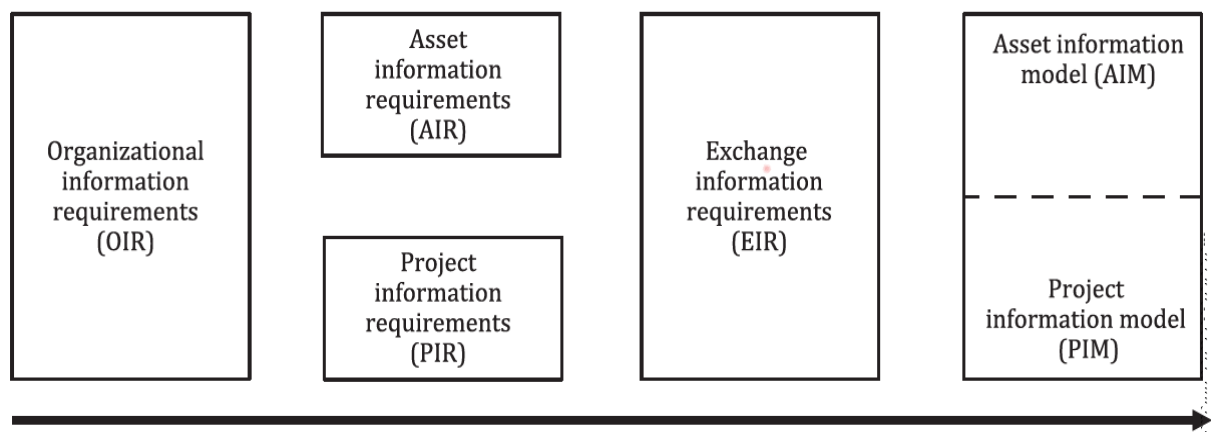 Organizational
information
requirements
(OIR)
Asset
information
requirements
(AIR)
Project
information
requirements
(PIR)
Exchange
information
requirements
(EIR)
Asset information
model (AIM)
Project
information model
(PIM)